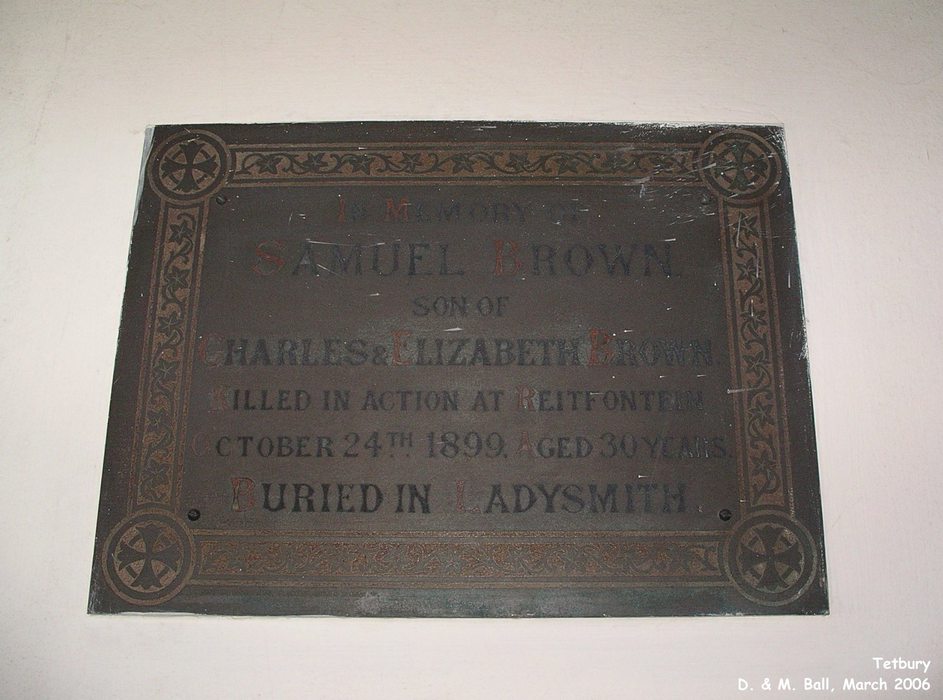 IN MEMORY OF
SAMUEL BROWN
SON OF
CHARLES & ELIZABETH BROWN.
KILLED IN ACTION AT REITFONTEIN
OCTOBER 24TH 1899. AGED 30 YEARS.
BURIED IN LADYSMITH.
Tetbury
D. & M. Ball, March 2006